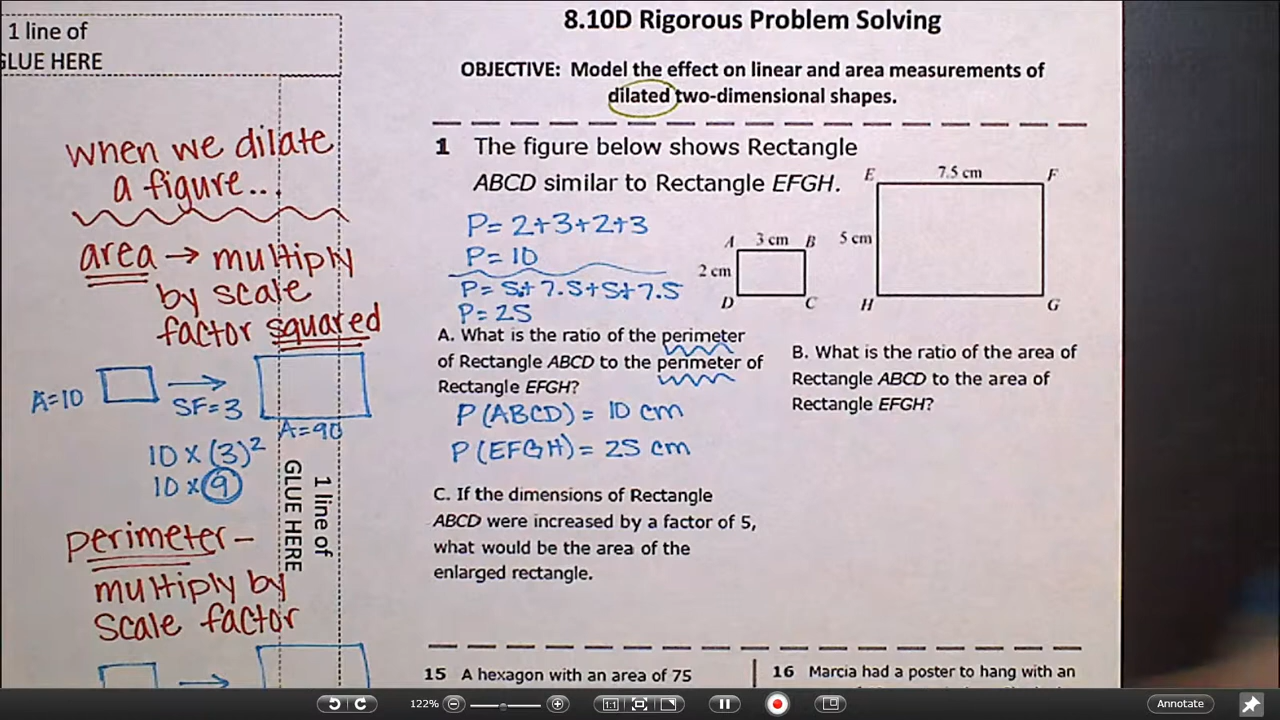 1 line of
GLUE HERE
when we dilate
a figure...
area → multiply
by scale
factor squared
A=10
SF=3
A=90
10 × (3)²
10 × 9
1 line of
GLUE HERE
perimeter –
multiply by
scale factor
8.10D Rigorous Problem Solving
OBJECTIVE: Model the effect on linear and area measurements of
dilated two-dimensional shapes.
1 The figure below shows Rectangle
ABCD similar to Rectangle EFGH.
P= 2+3+2+3
P= 10
P= 5+7.5+5+7.5
P= 25
A 3 cm B
2 cm
D C
E 7.5 cm F
5 cm
H G
A. What is the ratio of the perimeter
of Rectangle ABCD to the perimeter of
Rectangle EFGH?
P(ABCD) = 10 cm
P(EFGH) = 25 cm
B. What is the ratio of the area of
Rectangle ABCD to the area of
Rectangle EFGH?
C. If the dimensions of Rectangle
ABCD were increased by a factor of 5,
what would be the area of the
enlarged rectangle.
15 A hexagon with an area of 75
16 Marcia had a poster to hang with an
122%
1:1
Annotate